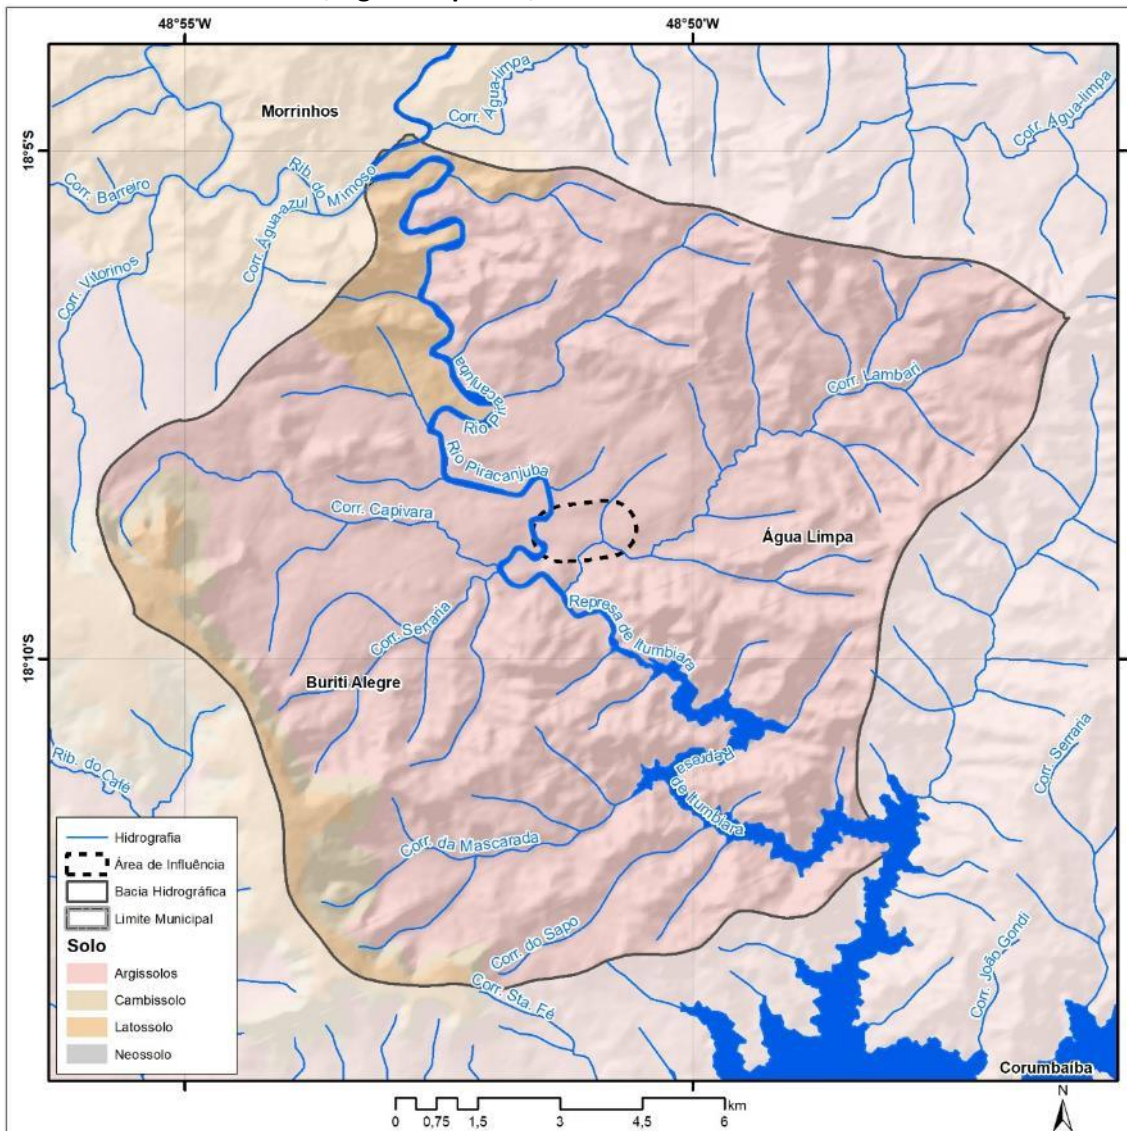 48°55'W
48°50'W
Morrinhos
Corr. Água-limpa
Corr. Água-limpa
18°5'S
Corr. Barreiro
Rib. do Mimoso
Corr. Água-azul
Corr. Vitorinos
Rio Piracanjuba
Corr. Lambari
Rio Piracanjuba
Corr. Capivara
Água Limpa
Represa de Itumbiara
Corr. Serraria
18°10'S
Buriti Alegre
Rib. do Café
Represa
de Itumbiara
Corr. Serraria
Corr. da Mascarada
Corr. do Sapo
Corr. Sta. Fé
Corr. João Gondi
Corumbaíba
Hidrografia
Área de Influência
Bacia Hidrográfica
Limite Municipal
Solo
Argissolos
Cambissolo
Latossolo
Neossolo
N
km
0 0,75 1,5 3 4,5 6